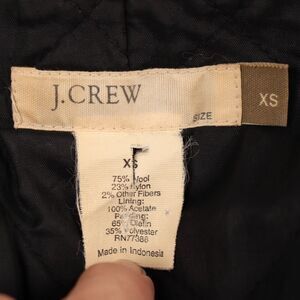 J.CREW
SIZE
XS
XS
75% Wool
23% Nylon
2% Other Fibers
Lining:
100% Acetate
Padding:
65% Olefin
35% Polyester
RN77388
Made in Indonesia